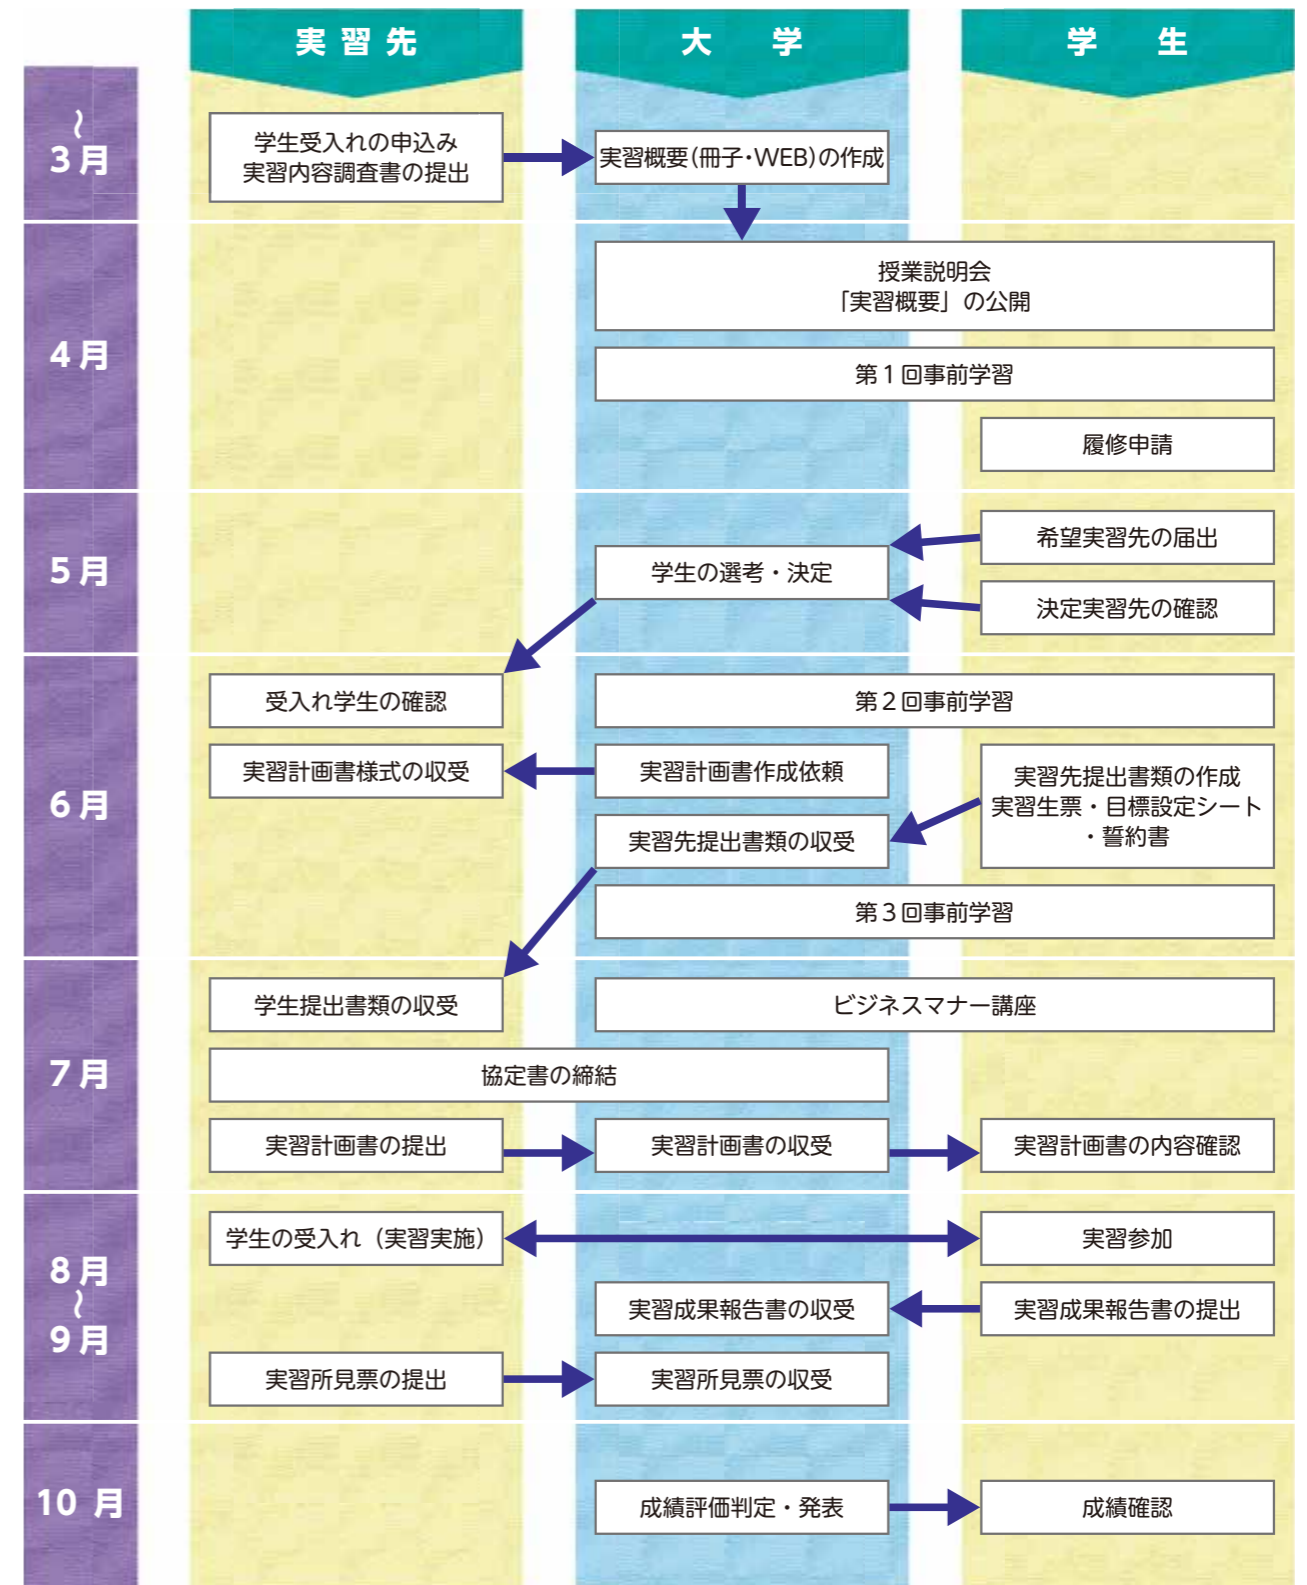 実習先
大学
学生
〜
3月
学生受入れの申込み
実習内容調査書の提出
実習概要(冊子・WEB)の作成
4月
授業説明会
「実習概要」の公開
第1回事前学習
履修申請
5月
希望実習先の届出
学生の選考・決定
決定実習先の確認
6月
受入れ学生の確認
第2回事前学習
実習計画書様式の収受
実習計画書作成依頼
実習先提出書類の作成
実習生票・目標設定シート
・誓約書
実習先提出書類の収受
第3回事前学習
7月
学生提出書類の収受
ビジネスマナー講座
協定書の締結
実習計画書の提出
実習計画書の収受
実習計画書の内容確認
8月
〜
9月
学生の受入れ（実習実施）
実習参加
実習成果報告書の収受
実習成果報告書の提出
実習所見票の提出
実習所見票の収受
10月
成績評価判定・発表
成績確認